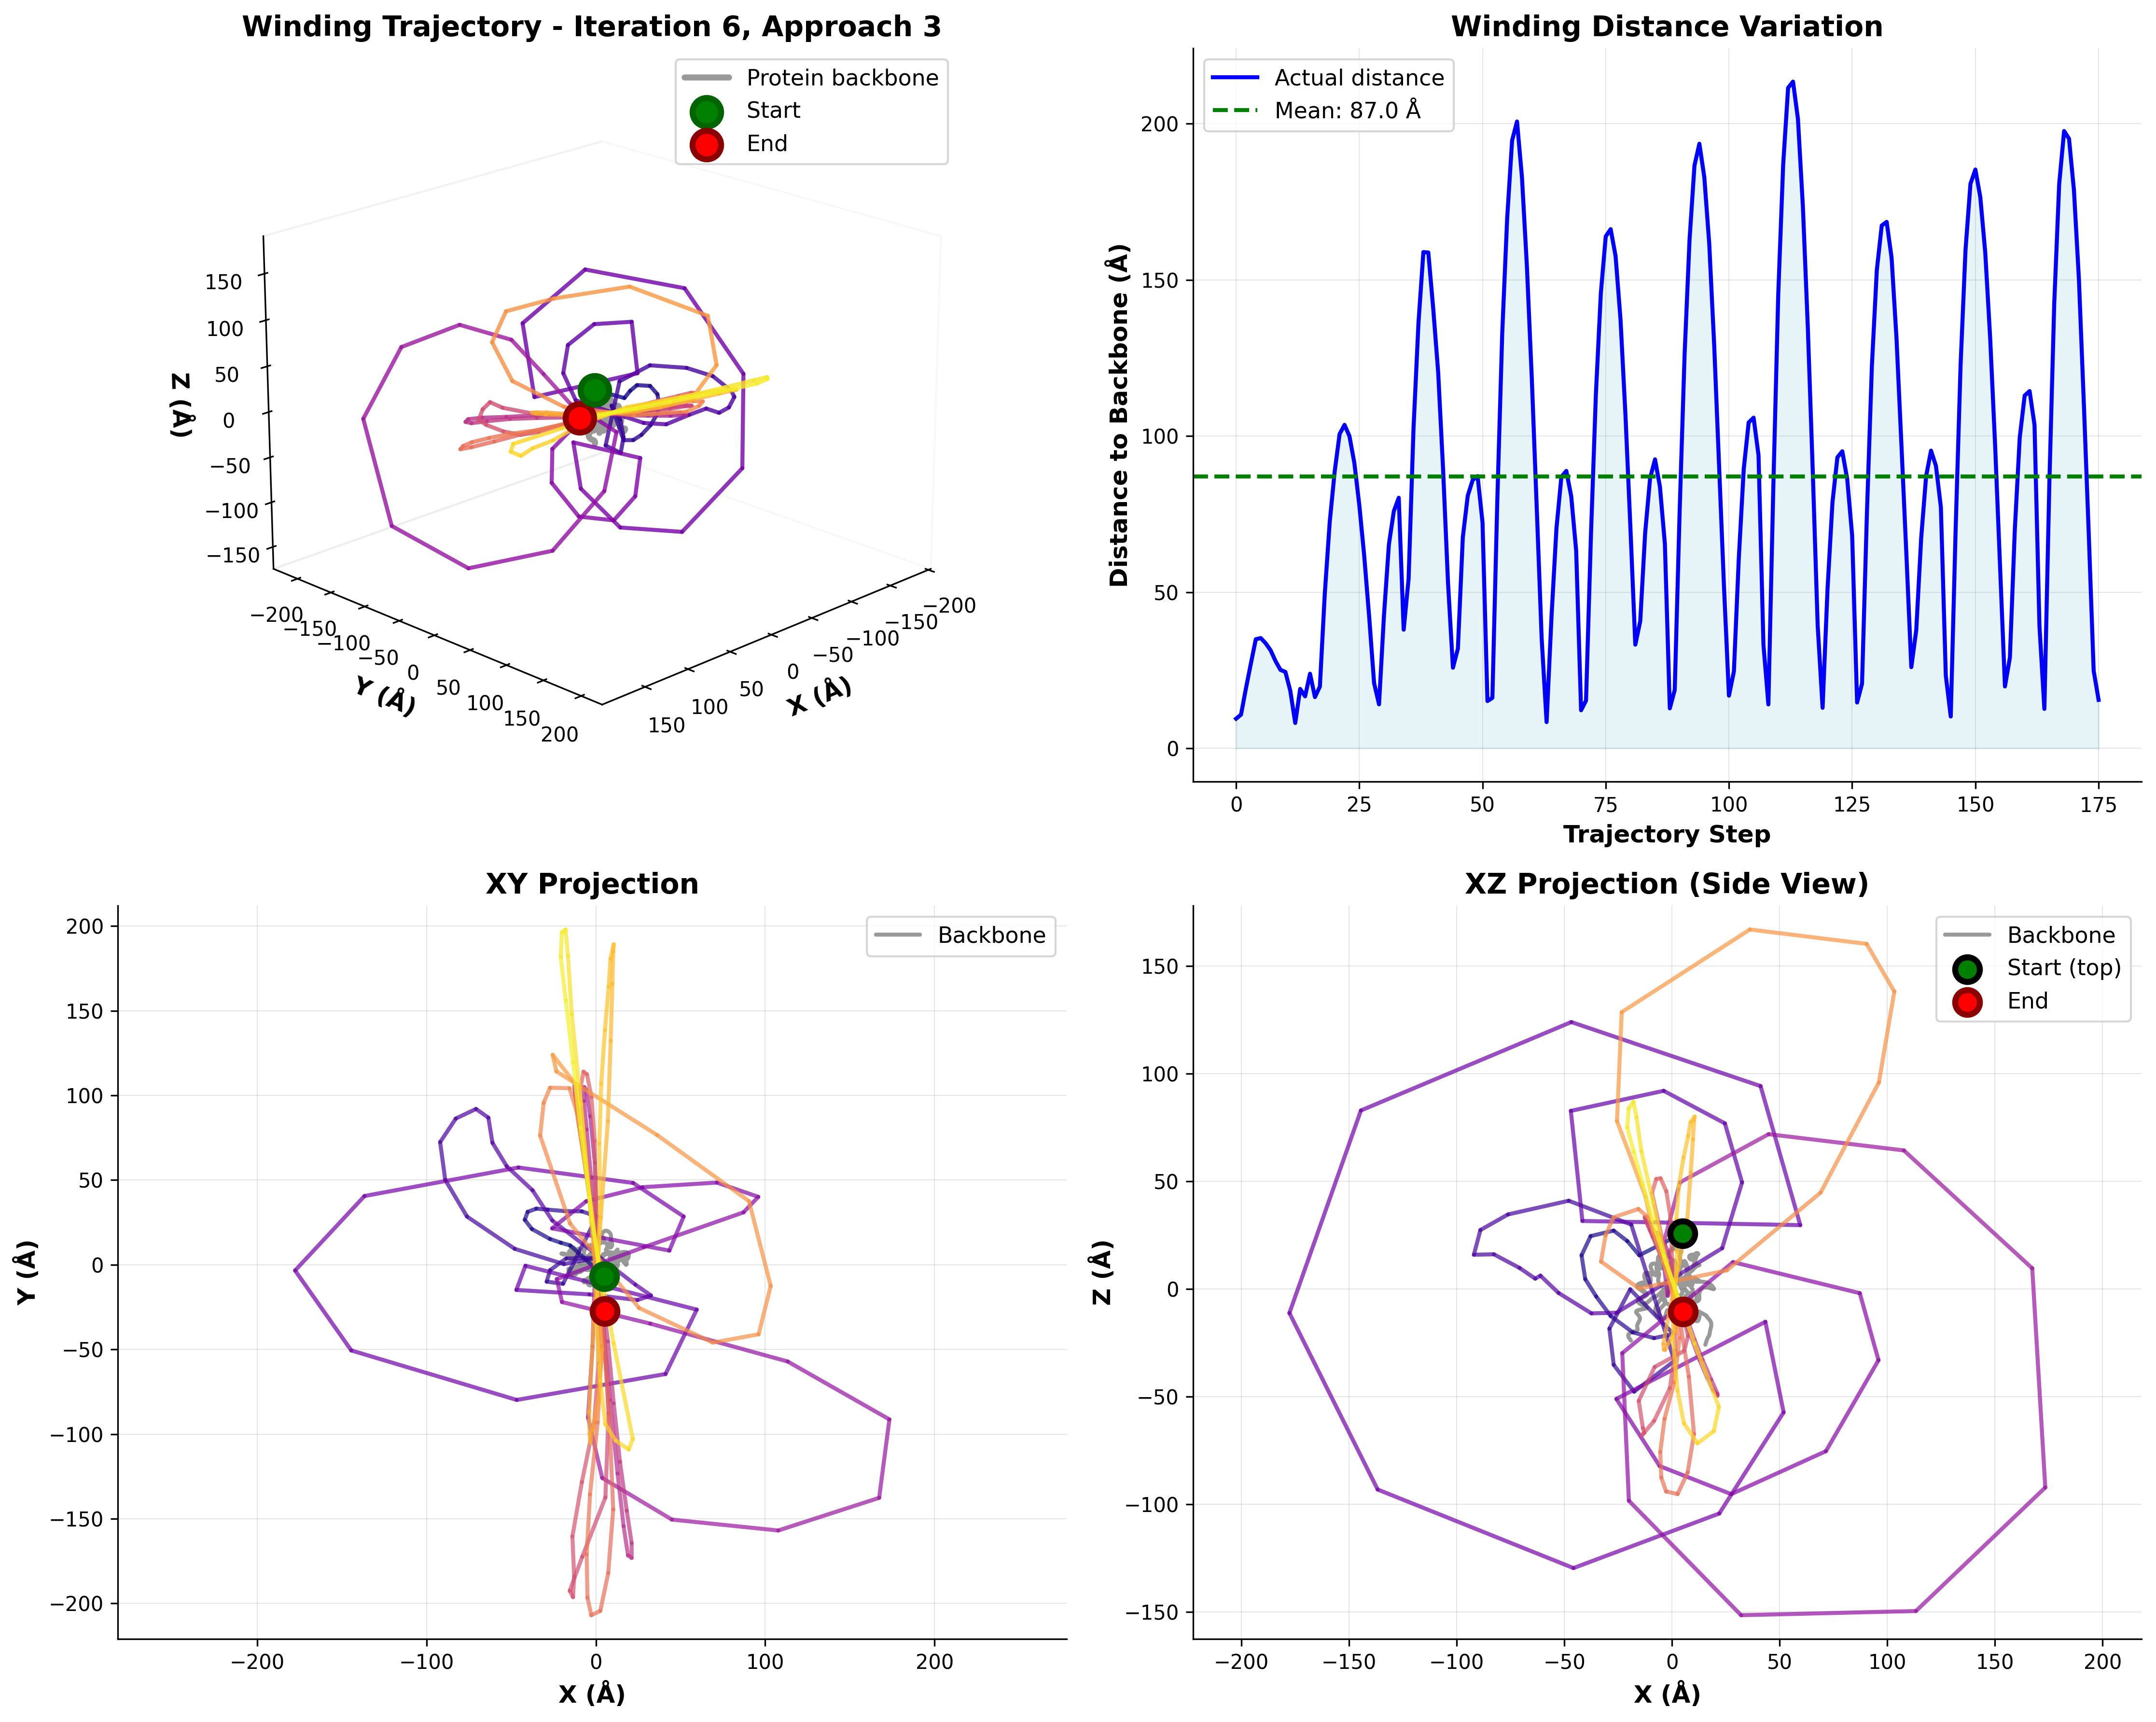 Winding Trajectory - Iteration 6, Approach 3
Protein backbone
Start
End
150
100
50
0
−50
−100
−150
Z (Å)
−200
−150
−100
−50
0
50
100
150
200
Y (Å)
−200
−150
−100
−50
0
50
100
150
X (Å)
Winding Distance Variation
Actual distance
Mean: 87.0 Å
200
150
100
50
0
Distance to Backbone (Å)
0 25 50 75 100 125 150 175
Trajectory Step
XY Projection
Backbone
200
150
100
50
0
−50
−100
−150
−200
Y (Å)
−200 −100 0 100 200
X (Å)
XZ Projection (Side View)
Backbone
Start (top)
End
150
100
50
0
−50
−100
−150
Z (Å)
−200 −150 −100 −50 0 50 100 150 200
X (Å)